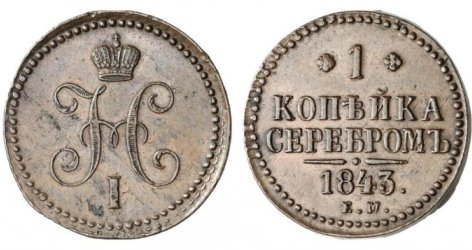 Н
I
1
КОПѢЙКА
СЕРЕБРОМЪ
1843.
Е.М.